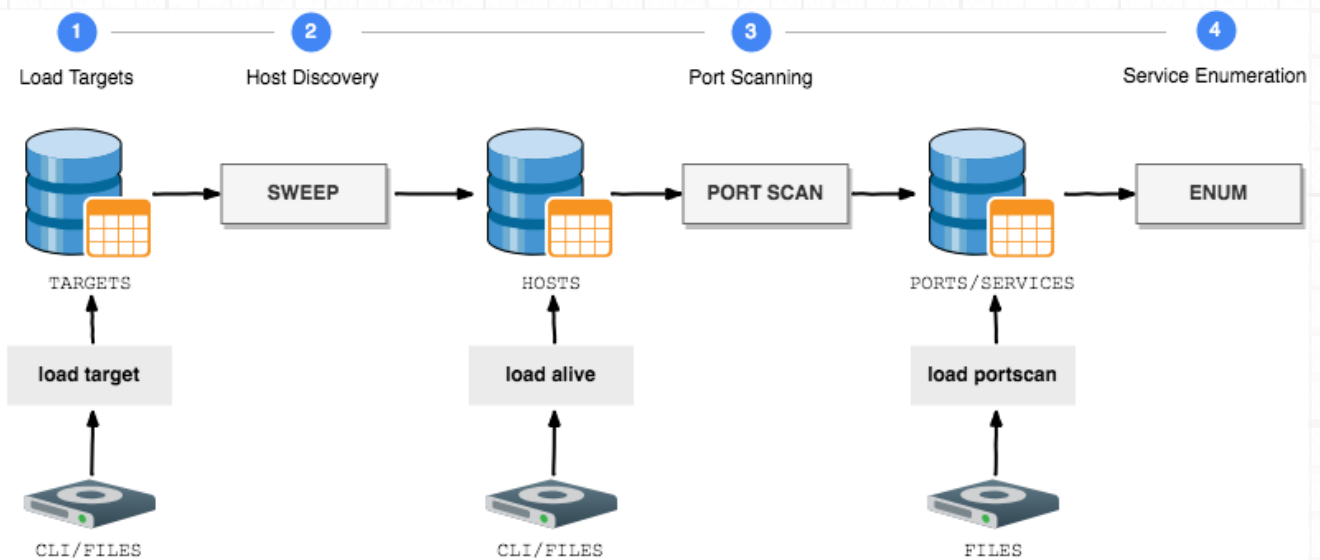 1
2
3
4
Load Targets
Host Discovery
Port Scanning
Service Enumeration
SWEEP
PORT SCAN
ENUM
TARGETS
HOSTS
PORTS/SERVICES
load target
load alive
load portscan
CLI/FILES
CLI/FILES
FILES